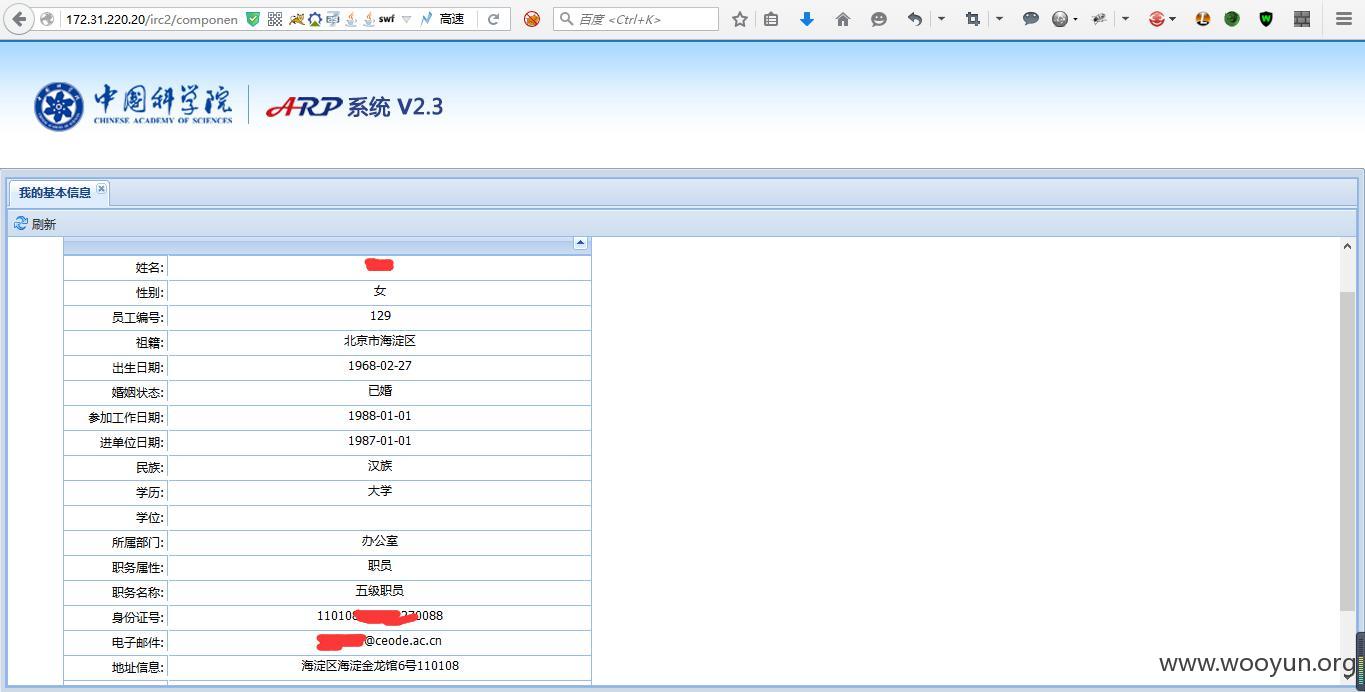 172.31.220.20/irc2/componen
swf
高速
百度 <Ctrl+K>
中国科学院
CHINESE ACADEMY OF SCIENCES
ARP 系统 V2.3
我的基本信息
刷新
姓名:
性别: 女
员工编号: 129
祖籍: 北京市海淀区
出生日期: 1968-02-27
婚姻状态: 已婚
参加工作日期: 1988-01-01
进单位日期: 1987-01-01
民族: 汉族
学历: 大学
学位:
所属部门: 办公室
职务属性: 职员
职务名称: 五级职员
身份证号: 110108 270088
电子邮件: @ceode.ac.cn
地址信息: 海淀区海淀金龙馆6号110108
www.wooyun.org